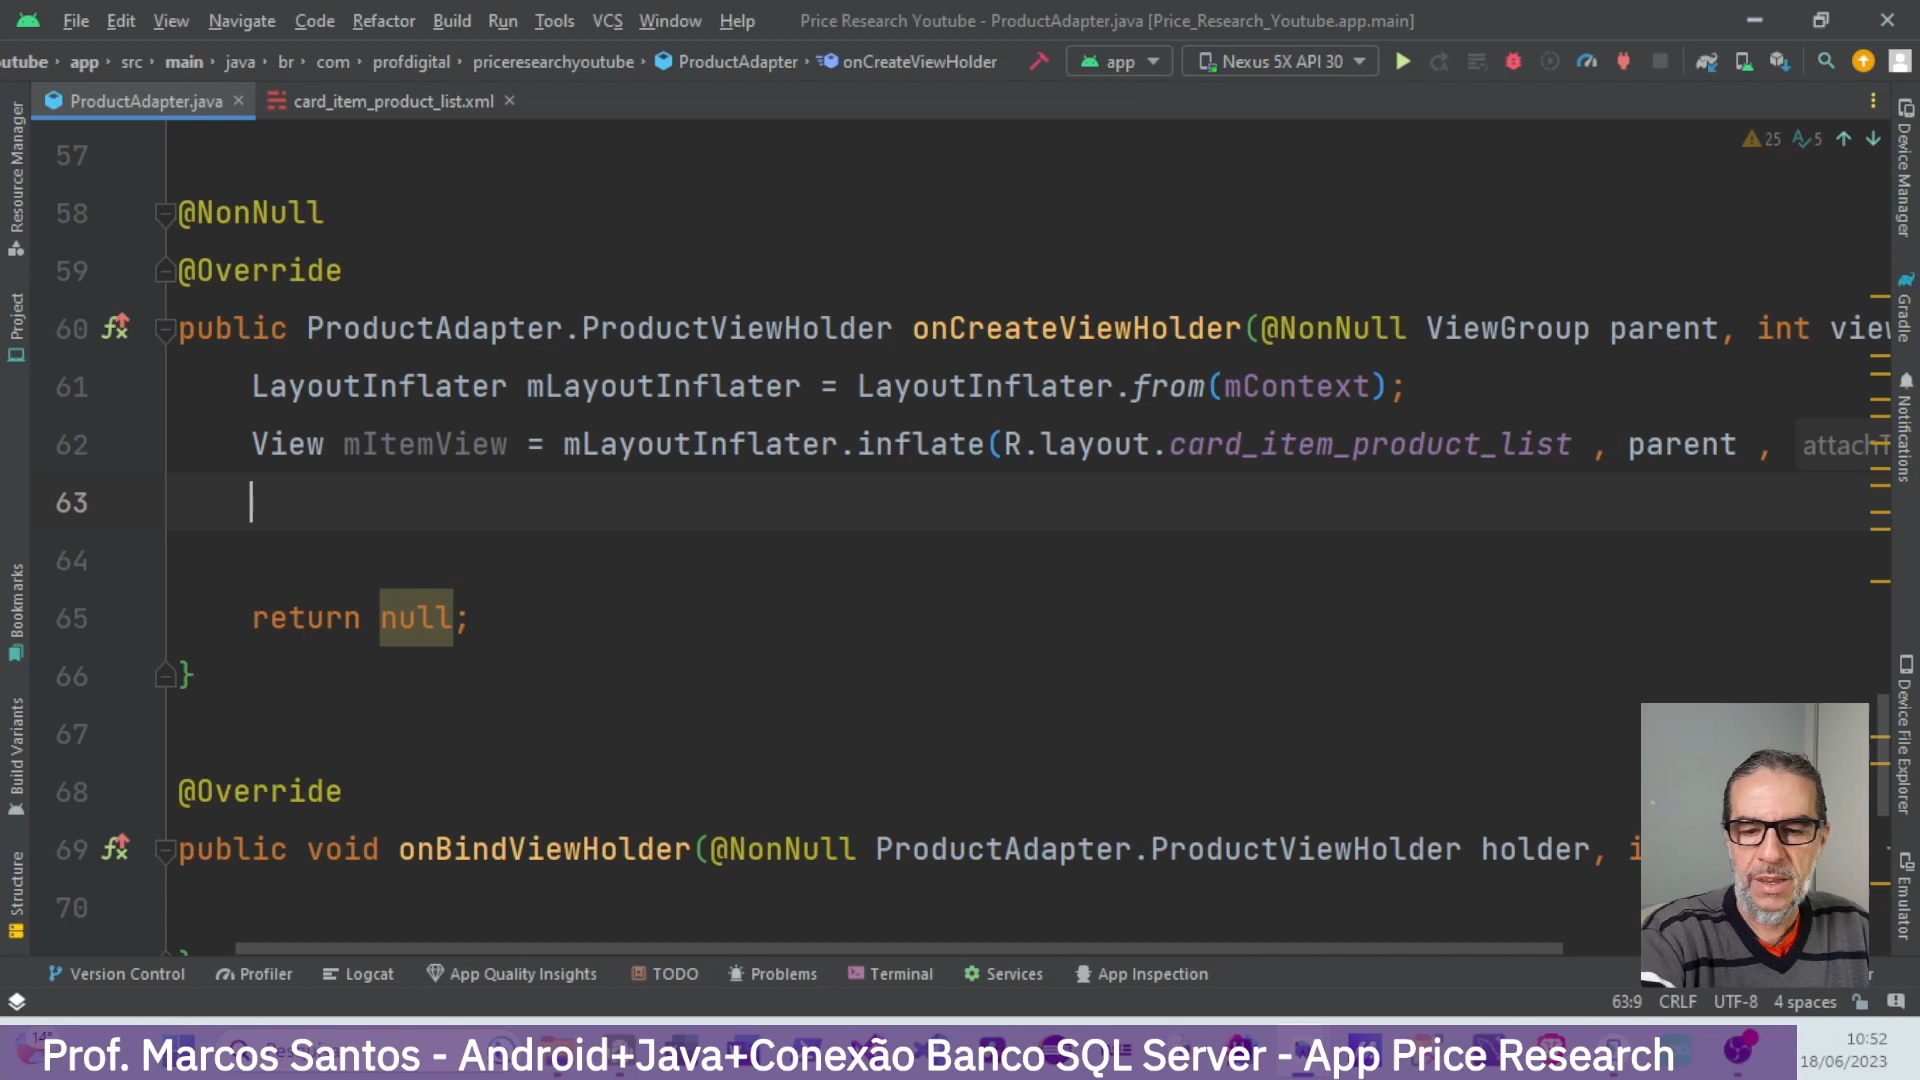 File Edit View Navigate Code Refactor Build Run Tools VCS Window Help Price Research Youtube - ProductAdapter.java [Price_Research_Youtube.app.main]
utube › app › src › main › java › br › com › profdigital › priceresearchyoutube › ProductAdapter › onCreateViewHolder app Nexus 5X API 30
ProductAdapter.java card_item_product_list.xml
25 5
57
58 @NonNull
59 @Override
60 public ProductAdapter.ProductViewHolder onCreateViewHolder(@NonNull ViewGroup parent, int view
61 LayoutInflater mLayoutInflater = LayoutInflater.from(mContext);
62 View mItemView = mLayoutInflater.inflate(R.layout.card_item_product_list , parent , attachT
63
64
65 return null;
66 }
67
68 @Override
69 public void onBindViewHolder(@NonNull ProductAdapter.ProductViewHolder holder, i
70
Resource Manager
Project
Bookmarks
Build Variants
Structure
Device Manager
Gradle
Notifications
Device File Explorer
Emulator
Version Control Profiler Logcat App Quality Insights TODO Problems Terminal Services App Inspection
63:9 CRLF UTF-8 4 spaces
Prof. Marcos Santos - Android+Java+Conexão Banco SQL Server - App Price Research
14°
10:52
18/06/2023